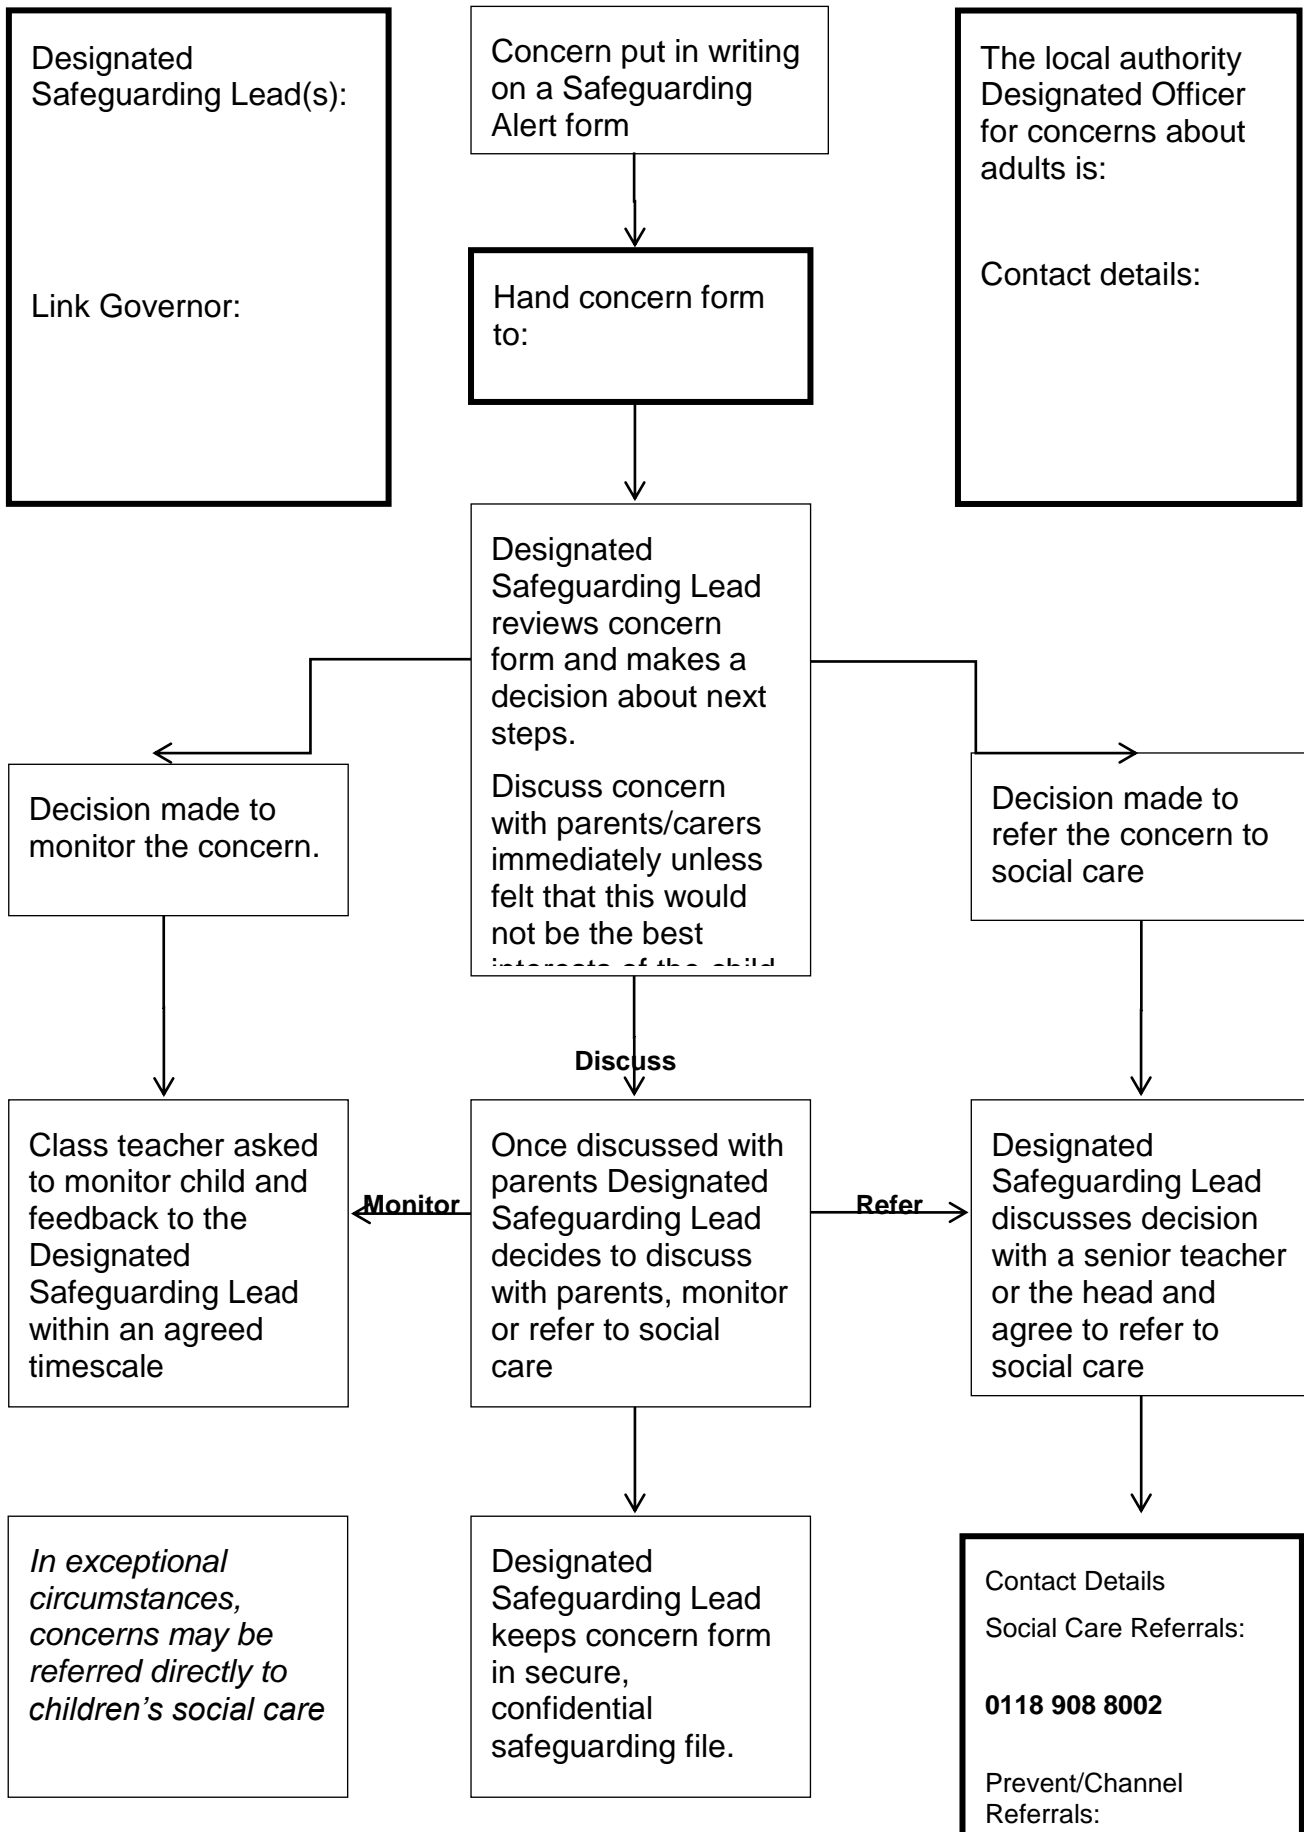 Designated
Safeguarding Lead(s):
Link Governor:
Concern put in writing
on a Safeguarding
Alert form
The local authority
Designated Officer
for concerns about
adults is:
Contact details:
Hand concern form
to:
Designated
Safeguarding Lead
reviews concern
form and makes a
decision about next
steps.
Discuss concern
with parents/carers
immediately unless
felt that this would
not be the best
interests of the child
Decision made to
monitor the concern.
Decision made to
refer the concern to
social care
Discuss
Class teacher asked
to monitor child and
feedback to the
Designated
Safeguarding Lead
within an agreed
timescale
Monitor
Once discussed with
parents Designated
Safeguarding Lead
decides to discuss
with parents, monitor
or refer to social
care
Refer
Designated
Safeguarding Lead
discusses decision
with a senior teacher
or the head and
agree to refer to
social care
In exceptional
circumstances,
concerns may be
referred directly to
children’s social care
Designated
Safeguarding Lead
keeps concern form
in secure,
confidential
safeguarding file.
Contact Details
Social Care Referrals:
0118 908 8002
Prevent/Channel
Referrals: